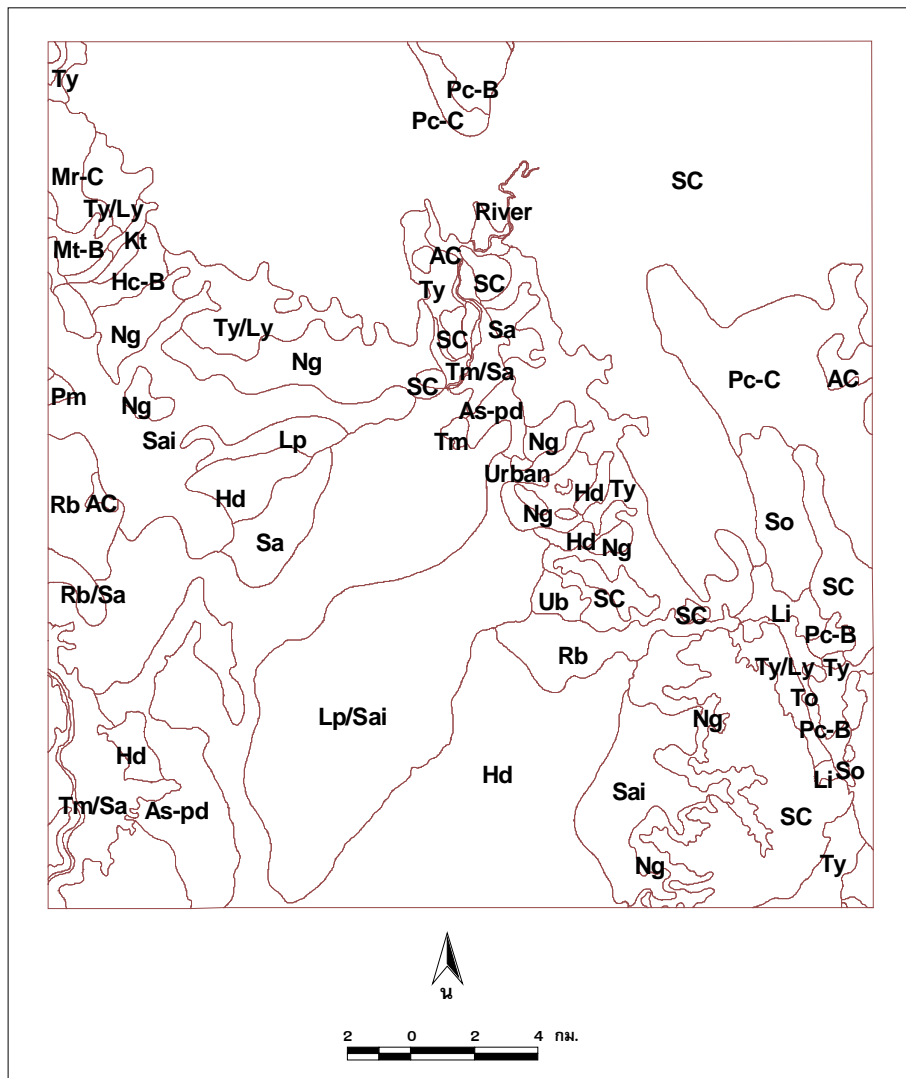 Ty
Pc-B
Pc-C
Mr-C
SC
Ty/Ly
River
Kt
Mt-B
AC
Hc-B
Ty
SC
Ng
Ty/Ly
Sa
SC
Ng
Tm/Sa
SC
Pc-C
AC
Pm
Ng
As-pd
Sai
Lp
Tm
Ng
Urban
Rb
AC
Hd
Hd
Ty
Ng
So
Sa
Hd
Ng
Rb/Sa
Ub
SC
SC
Li
SC
Pc-B
Rb
Ty/Ly
Ty
To
Lp/Sai
Ng
Pc-B
Hd
Hd
Li
So
Sai
Tm/Sa
As-pd
SC
Ng
Ty
น
2 0 2 4 กม.